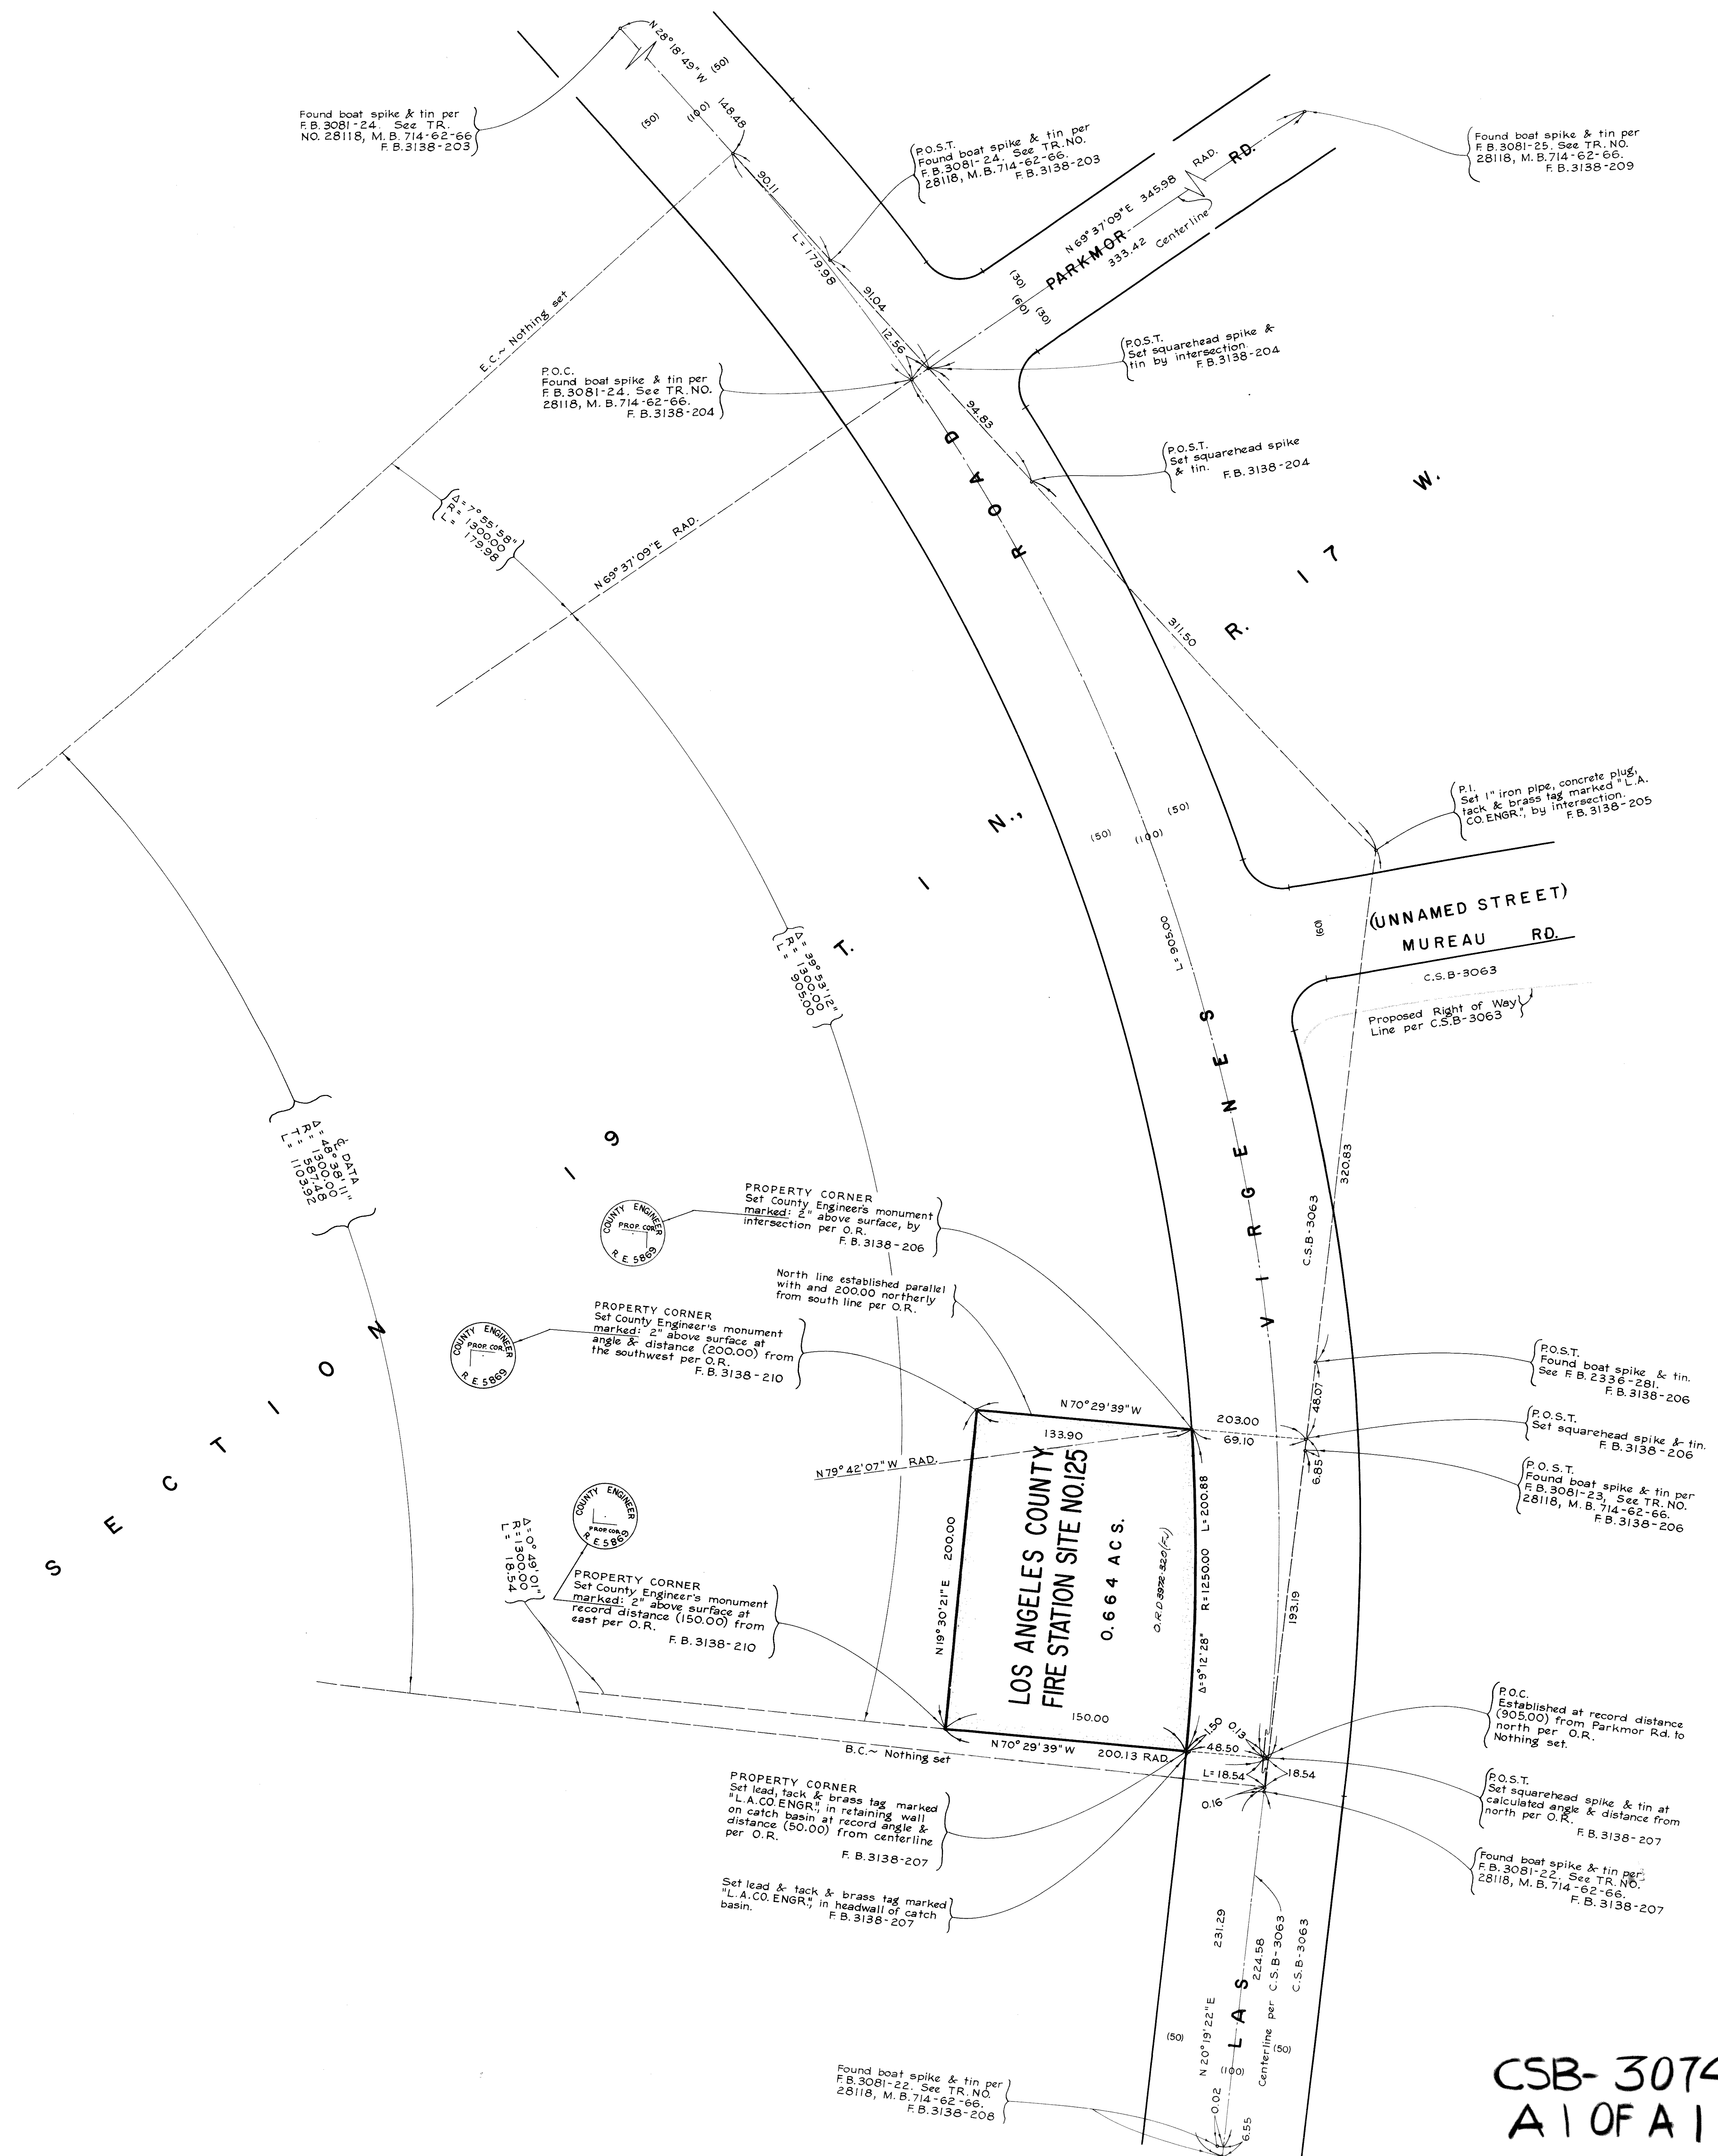 N 28° 18' 49" W
148.48
(50)
(100)
(50)
Found boat spike & tin per
F.B. 3081-24. See TR.
NO. 28118, M.B. 714-62-66
F.B. 3138-203
P.O.S.T.
Found boat spike & tin per
F.B. 3081-24. See TR. NO.
28118, M.B. 714-62-66.
F.B. 3138-203
Found boat spike & tin per
F.B. 3081-25. See TR. NO.
28118, M.B. 714-62-66.
F.B. 3138-209
N 69° 37' 09" E 345.98 RAD.
PARKMOR RD.
333.42 Centerline
(30)
(60)
(30)
90.11
L=179.98
91.04
12.56
E.C.~ Nothing set
P.O.C.
Found boat spike & tin per
F.B. 3081-24. See TR. NO.
28118, M.B. 714-62-66.
F.B. 3138-204
P.O.S.T.
Set squarehead spike &
tin by intersection.
F.B. 3138-204
94.83
P.O.S.T.
Set squarehead spike
& tin. F.B. 3138-204
Δ= 7° 55' 58"
R= 1300.00
L= 179.98
N 69° 37' 09" E RAD.
311.50
R. 17 W.
T. 1 N.,
SECTION 19
LAS VIRGENES ROAD
P.I.
Set 1" iron pipe, concrete plug,
tack & brass tag marked "L.A.
CO. ENGR.", by intersection.
F.B. 3138-205
(50)
(100)
(50)
L= 905.00
(60)
(UNNAMED STREET)
MUREAU RD.
C.S.B-3063
Proposed Right of Way
Line per C.S.B-3063
Δ= 39° 53' 12"
R= 1300.00
L= 905.00
℄ DATA
Δ= 48° 38' 11"
R= 1300.00
T= 587.48
L= 1103.92
320.83
C.S.B-3063
PROPERTY CORNER
Set County Engineer's monument
marked: 2" above surface, by
intersection per O.R.
F.B. 3138-206
COUNTY ENGINEER
PROP. COR.
R.E. 5869
North line established parallel
with and 200.00 northerly
from south line per O.R.
PROPERTY CORNER
Set County Engineer's monument
marked: 2" above surface at
angle & distance (200.00) from
the southwest per O.R.
F.B. 3138-210
COUNTY ENGINEER
PROP. COR.
R.E. 5869
P.O.S.T.
Found boat spike & tin.
See F.B. 2336-281.
F.B. 3138-206
48.07
P.O.S.T.
Set squarehead spike & tin.
F.B. 3138-206
6.85
P.O.S.T.
Found boat spike & tin per
F.B. 3081-23, See TR. NO.
28118, M.B. 714-62-66.
F.B. 3138-206
N 70° 29' 39" W
203.00
133.90
69.10
N 79° 42' 07" W RAD.
LOS ANGELES COUNTY
FIRE STATION SITE NO.125
0.664 ACS.
O.R. D3972-320 (F.J)
N 19° 30' 21" E 200.00
Δ= 9° 12' 28" R= 1250.00 L= 200.88
193.19
COUNTY ENGINEER
PROP. COR.
R.E. 5869
Δ= 0° 49' 01"
R= 1300.00
L= 18.54
PROPERTY CORNER
Set County Engineer's monument
marked: 2" above surface at
record distance (150.00) from
east per O.R.
F.B. 3138-210
150.00
N 70° 29' 39" W 200.13 RAD.
B.C.~ Nothing set
1.50
0.13
48.50
L= 18.54
18.54
0.16
P.O.C.
Established at record distance
(905.00) from Parkmor Rd. to
north per O.R.
Nothing set.
P.O.S.T.
Set squarehead spike & tin at
calculated angle & distance from
north per O.R.
F.B. 3138-207
Found boat spike & tin per
F.B. 3081-22. See TR. NO.
28118, M.B. 714-62-66.
F.B. 3138-207
PROPERTY CORNER
Set lead, tack & brass tag marked
"L.A. CO. ENGR.", in retaining wall
on catch basin at record angle &
distance (50.00) from centerline
per O.R.
F.B. 3138-207
Set lead & tack & brass tag marked
"L.A. CO. ENGR.", in headwall of catch
basin.
F.B. 3138-207
231.29
224.58
N 20° 19' 22" E
Centerline per C.S.B-3063
C.S.B-3063
(50)
(100)
(50)
0.02
6.55
Found boat spike & tin per
F.B. 3081-22. See TR. NO.
28118, M.B. 714-62-66.
F.B. 3138-208
CSB-3074
A 1 OF A 1